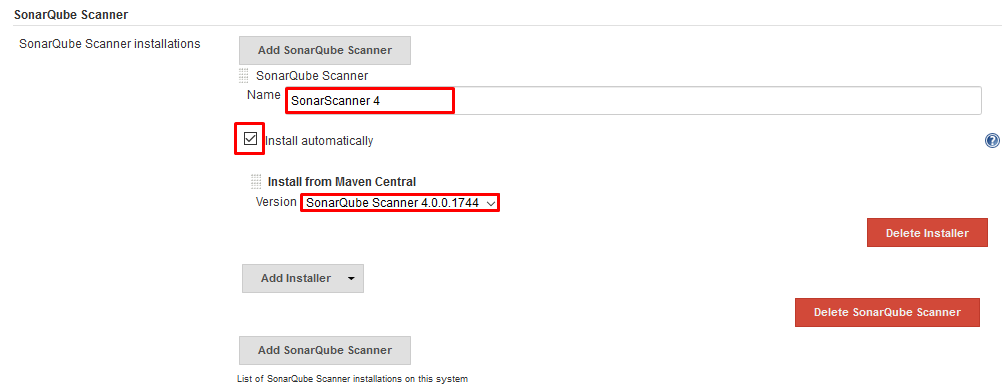 SonarQube Scanner
SonarQube Scanner installations
Add SonarQube Scanner
SonarQube Scanner
Name SonarScanner 4
Install automatically
?
Install from Maven Central
Version SonarQube Scanner 4.0.0.1744
Delete Installer
Add Installer
Delete SonarQube Scanner
Add SonarQube Scanner
List of SonarQube Scanner installations on this system